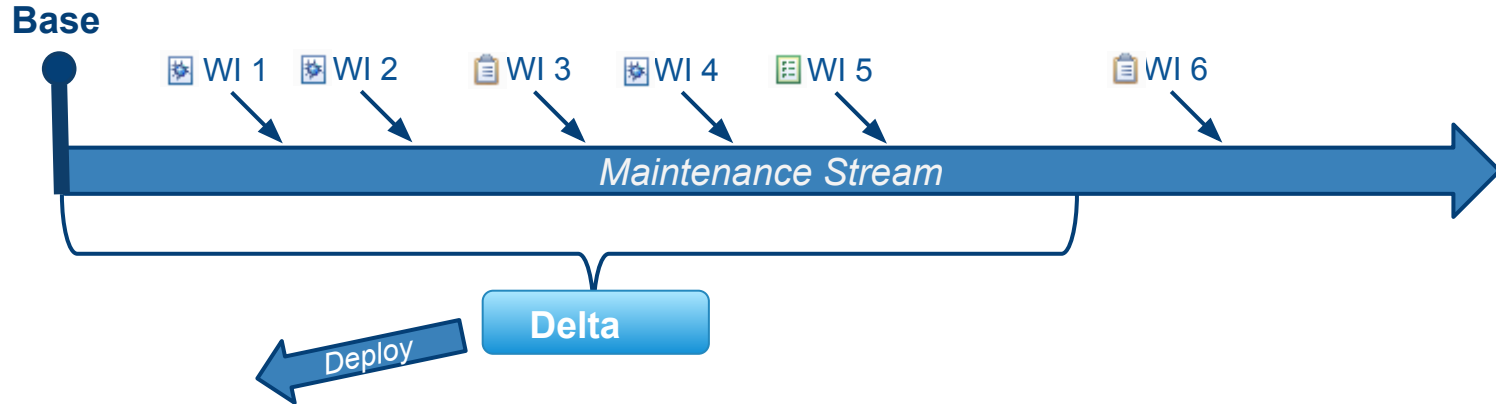 Base
WI 1
WI 2
WI 3
WI 4
WI 5
WI 6
Maintenance Stream
Delta
Deploy